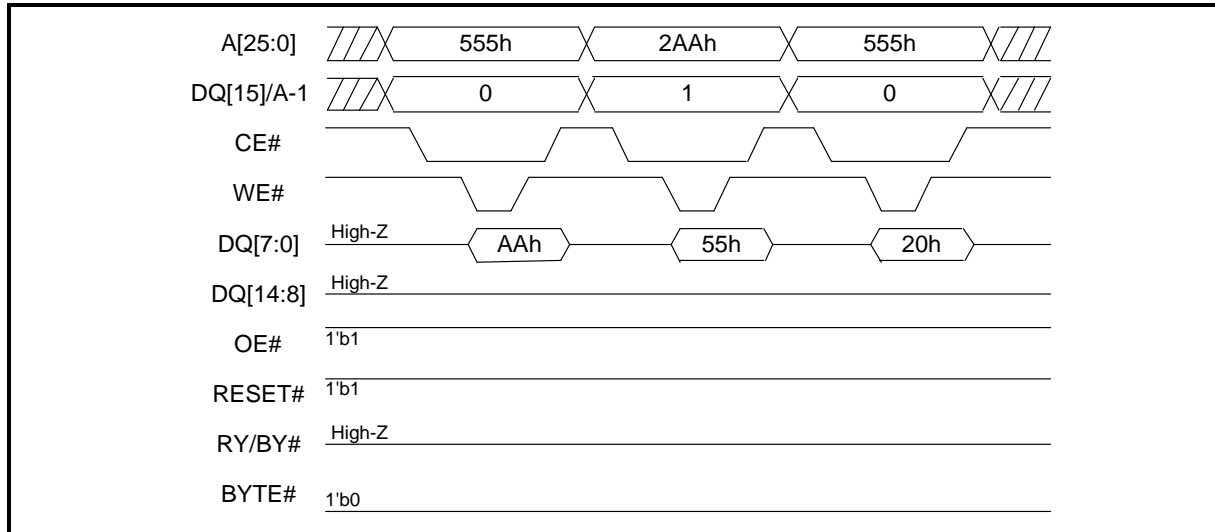 A[25:0] 555h 2AAh 555h
DQ[15]/A-1 0 1 0
CE#
WE#
DQ[7:0] High-Z AAh 55h 20h
DQ[14:8] High-Z
OE# 1'b1
RESET# 1'b1
RY/BY# High-Z
BYTE# 1'b0